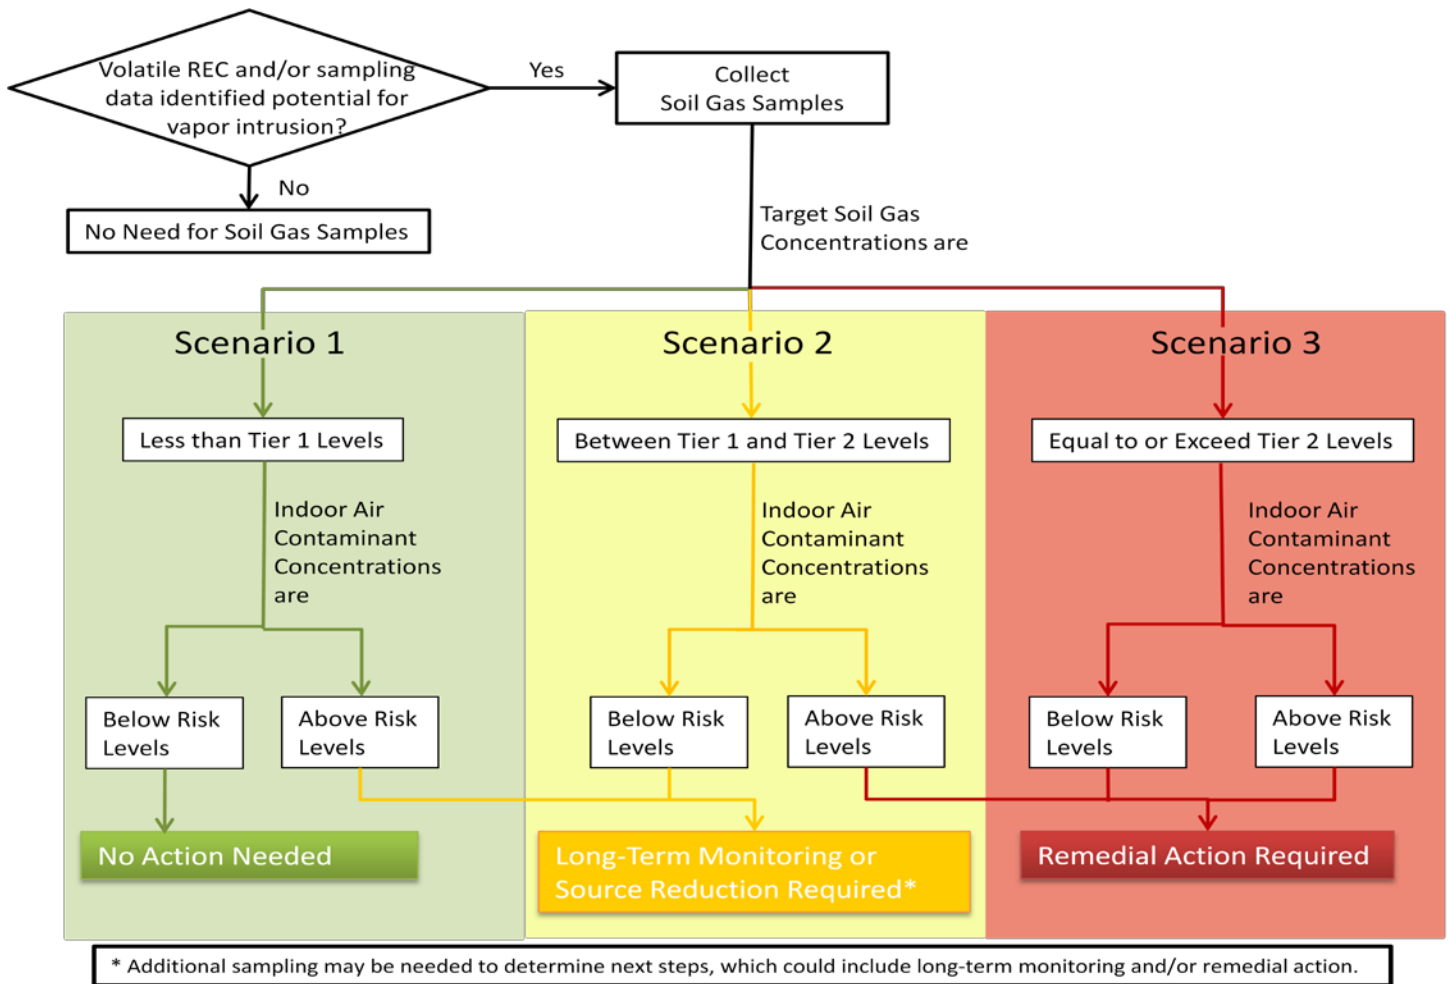 Volatile REC and/or sampling
data identified potential for
vapor intrusion?
Yes
Collect
Soil Gas Samples
No
No Need for Soil Gas Samples
Target Soil Gas
Concentrations are
Scenario 1
Scenario 2
Scenario 3
Less than Tier 1 Levels
Between Tier 1 and Tier 2 Levels
Equal to or Exceed Tier 2 Levels
Indoor Air
Contaminant
Concentrations
are
Indoor Air
Contaminant
Concentrations
are
Indoor Air
Contaminant
Concentrations
are
Below Risk
Levels
Above Risk
Levels
Below Risk
Levels
Above Risk
Levels
Below Risk
Levels
Above Risk
Levels
No Action Needed
Long-Term Monitoring or
Source Reduction Required*
Remedial Action Required
* Additional sampling may be needed to determine next steps, which could include long-term monitoring and/or remedial action.